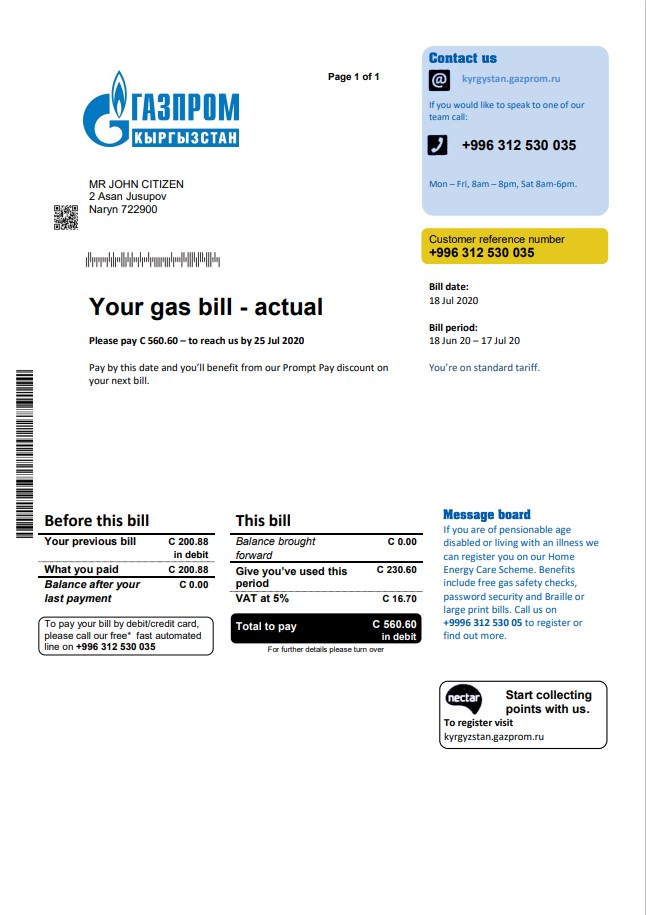 Page 1 of 1
ГАЗПРОМ
КЫРГЫЗСТАН
Contact us
@ kyrgystan.gazprom.ru
If you would like to speak to one of our
team call:
+996 312 530 035
Mon – Fri, 8am – 8pm, Sat 8am-6pm.
MR JOHN CITIZEN
2 Asan Jusupov
Naryn 722900
Customer reference number
+996 312 530 035
Your gas bill - actual
Please pay C 560.60 – to reach us by 25 Jul 2020
Pay by this date and you’ll benefit from our Prompt Pay discount on
your next bill.
Bill date:
18 Jul 2020
Bill period:
18 Jun 20 – 17 Jul 20
You’re on standard tariff.
Before this bill
Your previous bill C 200.88
in debit
What you paid C 200.88
Balance after your C 0.00
last payment
To pay your bill by debit/credit card,
please call our free* fast automated
line on +996 312 530 035
This bill
Balance brought C 0.00
forward
Give you’ve used this C 230.60
period
VAT at 5% C 16.70
Total to pay C 560.60
in debit
For further details please turn over
Message board
If you are of pensionable age
disabled or living with an illness we
can register you on our Home
Energy Care Scheme. Benefits
include free gas safety checks,
password security and Braille or
large print bills. Call us on
+9996 312 530 05 to register or
find out more.
nectar
Start collecting
points with us.
To register visit
kyrgyzstan.gazprom.ru